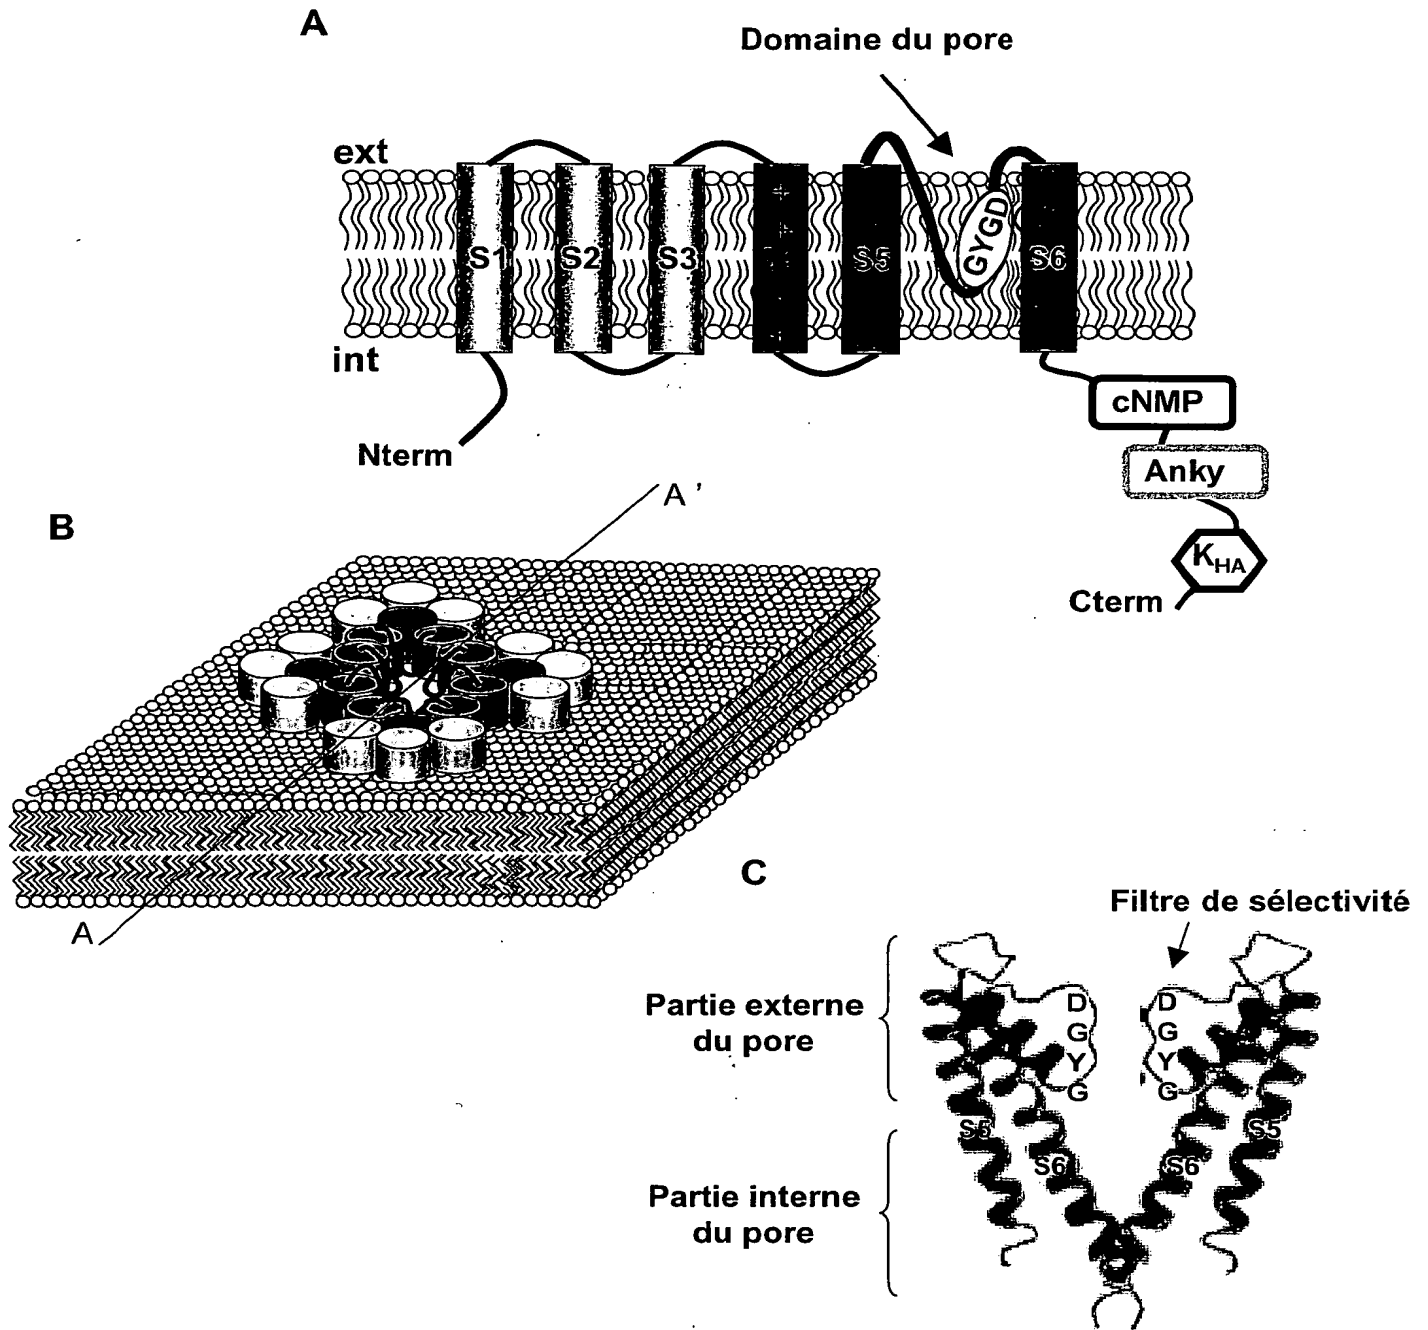 A
Domaine du pore
ext
S1
S2
S3
S5
GYGD
S6
int
cNMP
Nterm
Anky
A'
B
KHA
Cterm
C
A
Filtre de sélectivité
Partie externe
du pore
D
G
Y
G
D
G
Y
G
S5
S5
S6
S6
Partie interne
du pore